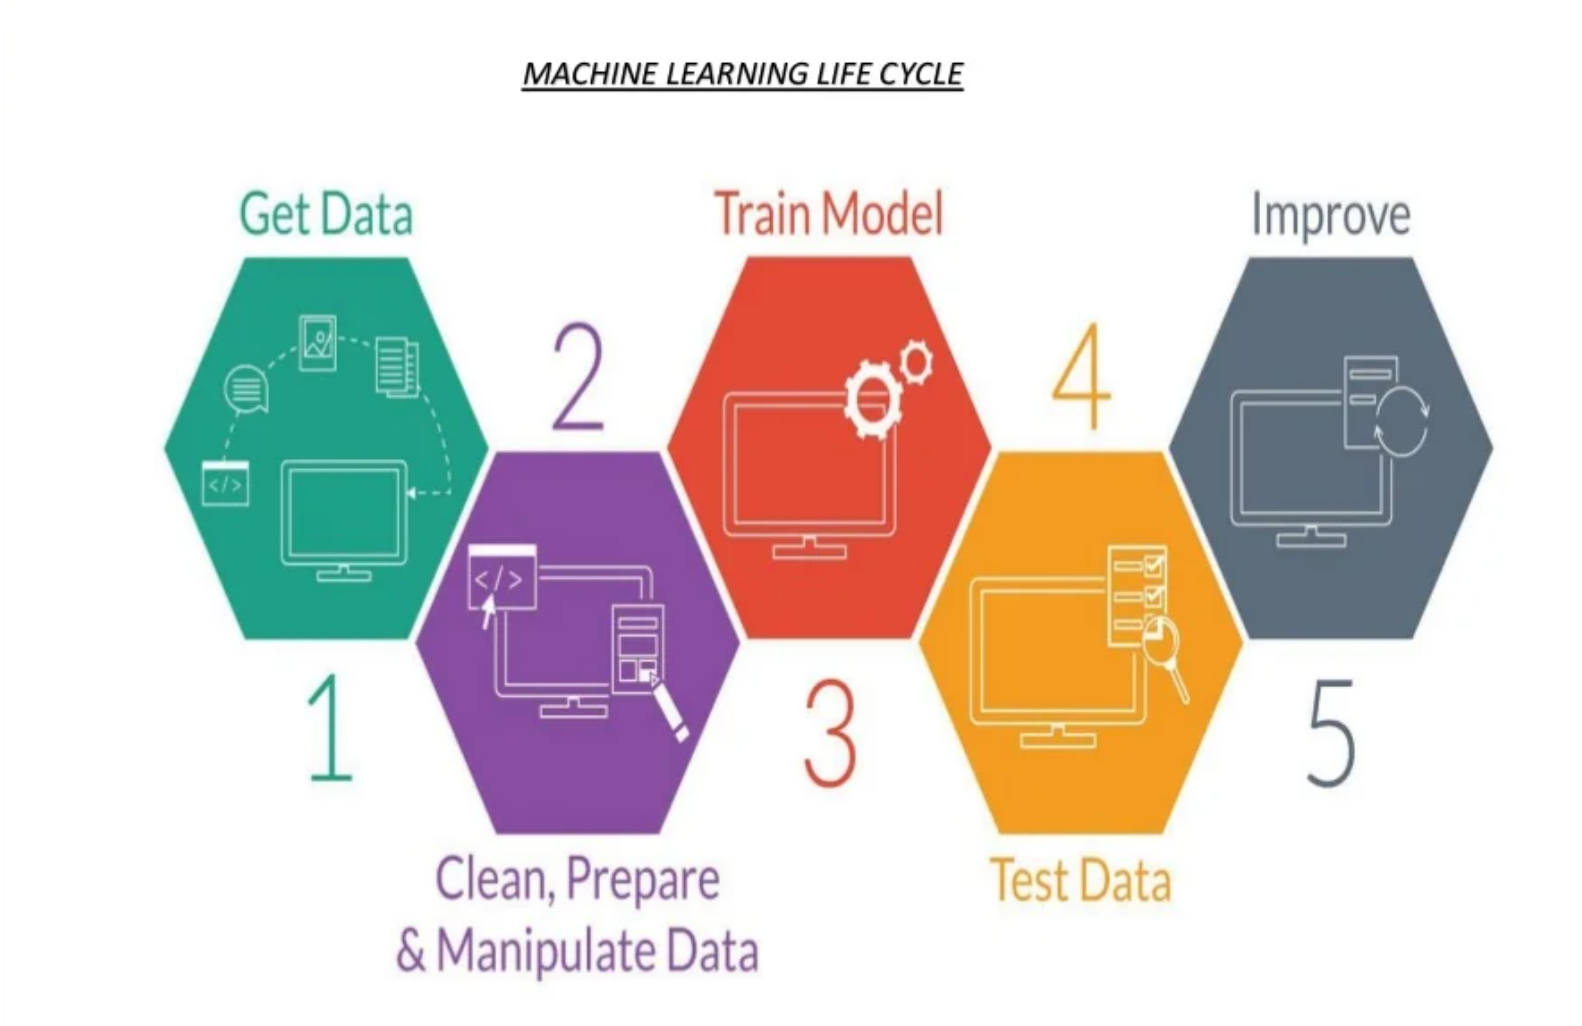 MACHINE LEARNING LIFE CYCLE
Get Data
1
2
</>
</>
Clean, Prepare
& Manipulate Data
Train Model
3
4
Test Data
Improve
5